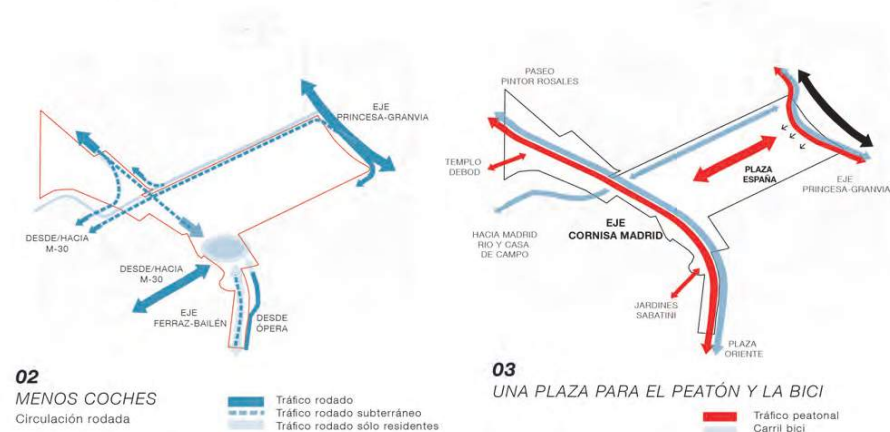 EJE
PRINCESA-GRANVIA
DESDE/HACIA
M-30
DESDE/HACIA
M-30
EJE
FERRAZ-BAILÉN
DESDE
ÓPERA
02
MENOS COCHES
Circulación rodada
Tráfico rodado
Tráfico rodado subterráneo
Tráfico rodado sólo residentes
PASEO
PINTOR ROSALES
TEMPLO
DEBOD
PLAZA
ESPAÑA
EJE
PRINCESA-GRANVIA
HACIA MADRID
RIO Y CASA
DE CAMPO
EJE
CORNISA MADRID
JARDINES
SABATINI
PLAZA
ORIENTE
03
UNA PLAZA PARA EL PEATÓN Y LA BICI
Tráfico peatonal
Carril bici